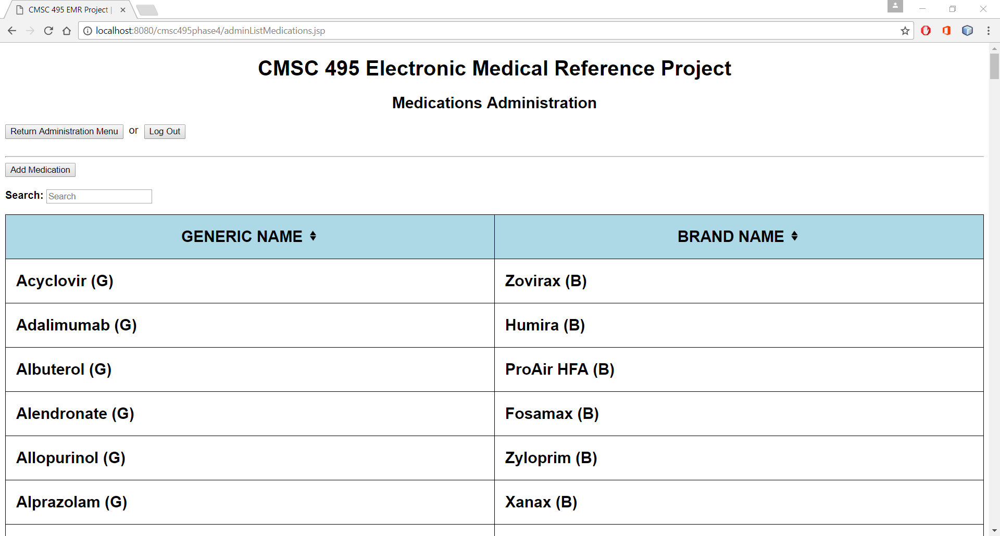 CMSC 495 EMR Project |
localhost:8080/cmsc495phase4/adminListMedications.jsp
CMSC 495 Electronic Medical Reference Project
Medications Administration
Return Administration Menu or Log Out
Add Medication
Search: Search
GENERIC NAME BRAND NAME
Acyclovir (G) Zovirax (B)
Adalimumab (G) Humira (B)
Albuterol (G) ProAir HFA (B)
Alendronate (G) Fosamax (B)
Allopurinol (G) Zyloprim (B)
Alprazolam (G) Xanax (B)